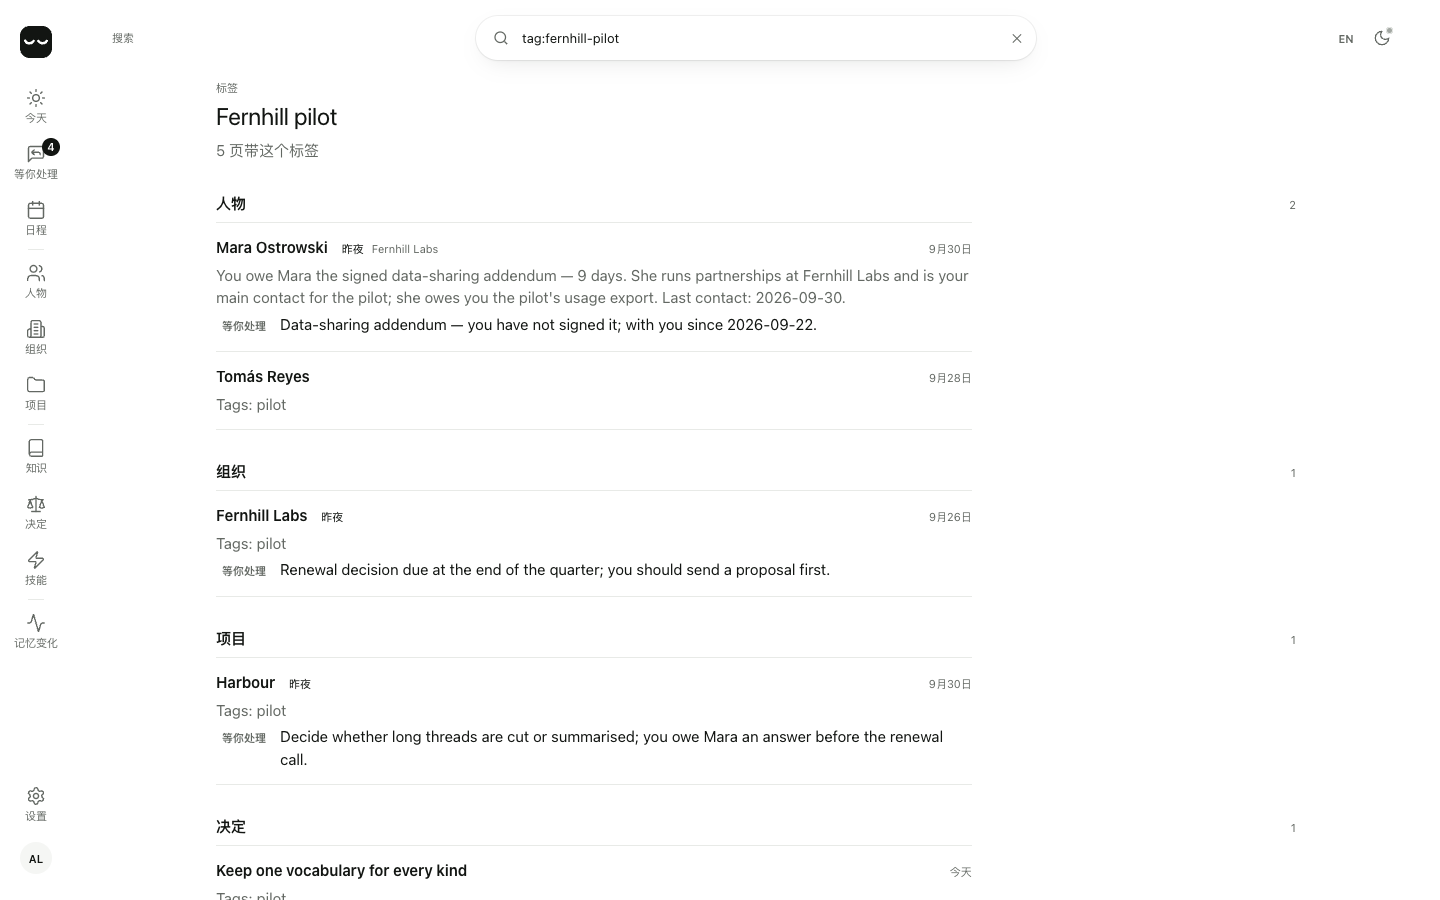 搜索
tag:fernhill-pilot
EN
今天
4
等你处理
日程
人物
组织
项目
知识
决定
技能
记忆变化
设置
AL
标签
Fernhill pilot
5 页带这个标签
人物 2
Mara Ostrowski 昨夜 Fernhill Labs 9月30日
You owe Mara the signed data-sharing addendum — 9 days. She runs partnerships at Fernhill Labs and is your
main contact for the pilot; she owes you the pilot's usage export. Last contact: 2026-09-30.
等你处理 Data-sharing addendum — you have not signed it; with you since 2026-09-22.
Tomás Reyes 9月28日
Tags: pilot
组织 1
Fernhill Labs 昨夜 9月26日
Tags: pilot
等你处理 Renewal decision due at the end of the quarter; you should send a proposal first.
项目 1
Harbour 昨夜 9月30日
Tags: pilot
等你处理 Decide whether long threads are cut or summarised; you owe Mara an answer before the renewal
call.
决定 1
Keep one vocabulary for every kind 今天
Tags: pilot